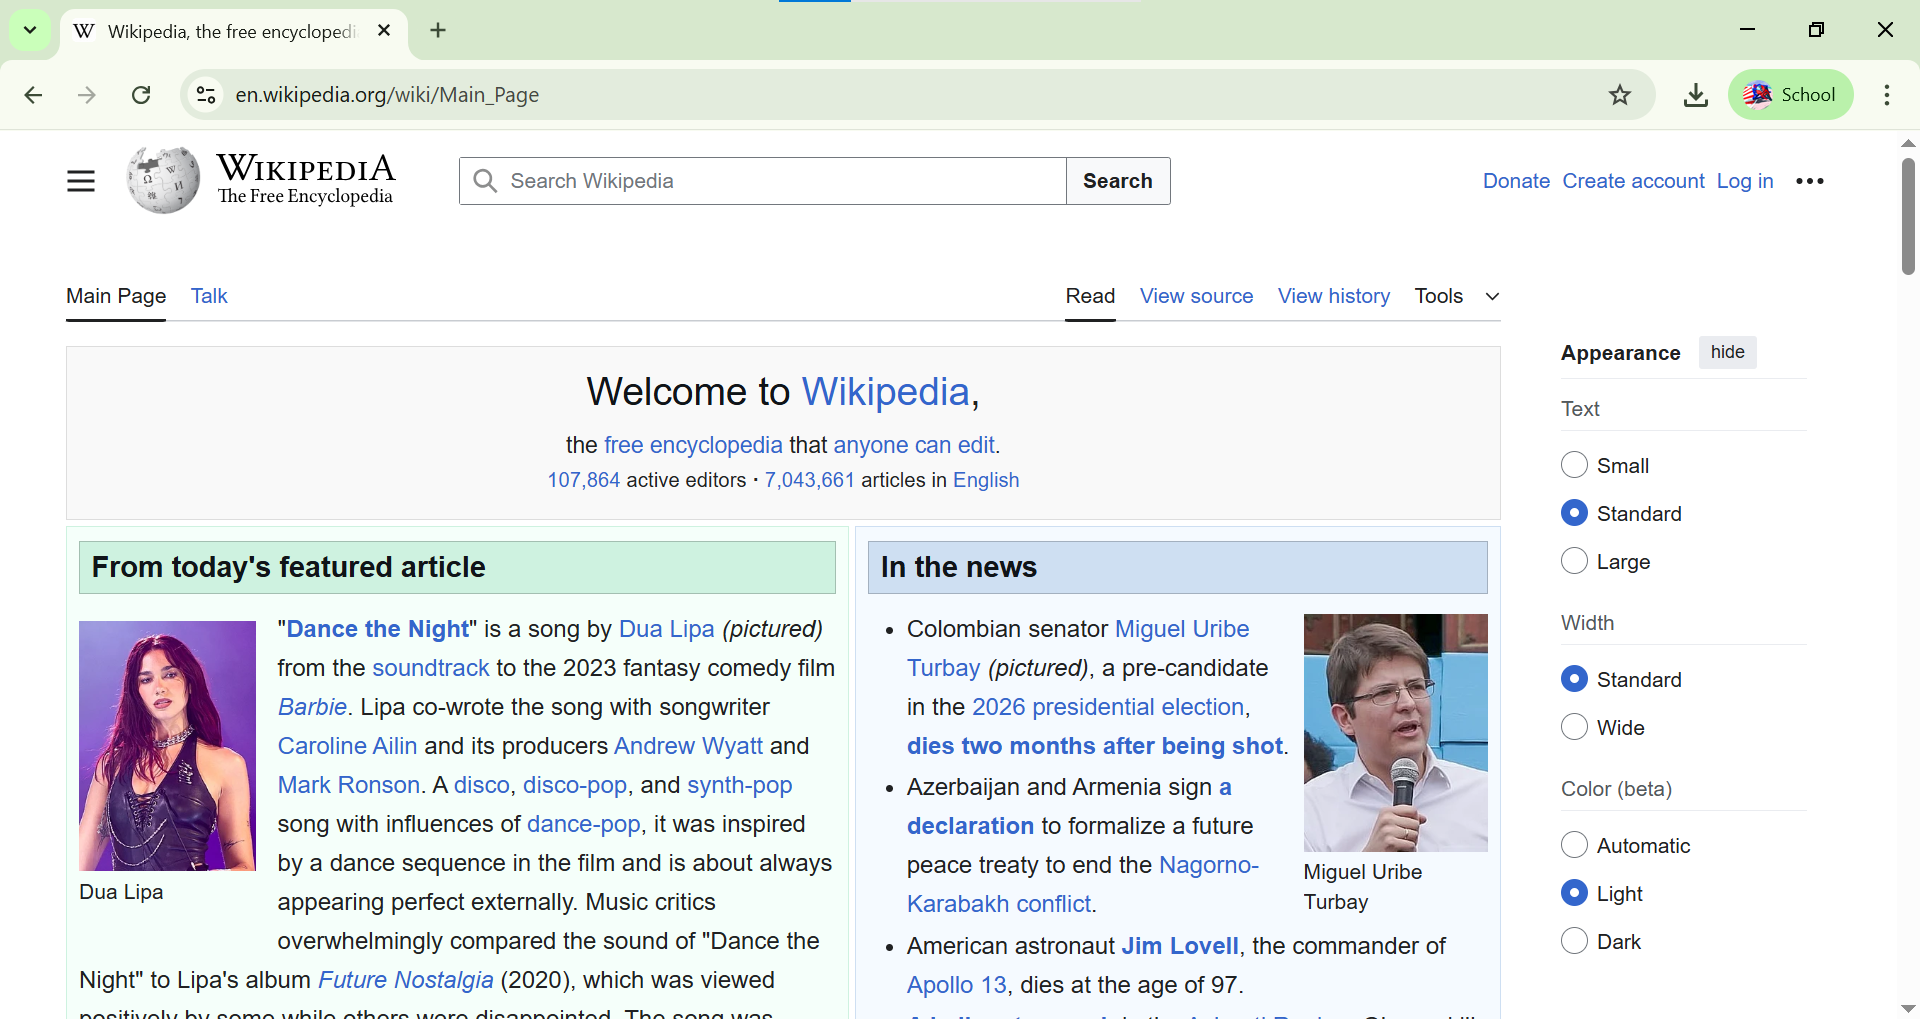 Wikipedia, the free encyclopedi
en.wikipedia.org/wiki/Main_Page
School
WIKIPEDIA
The Free Encyclopedia
Search Wikipedia
Search
Donate Create account Log in
Main Page Talk
Read View source View history Tools
Welcome to Wikipedia,
the free encyclopedia that anyone can edit.
107,864 active editors · 7,043,661 articles in English
From today's featured article
"Dance the Night" is a song by Dua Lipa (pictured)
from the soundtrack to the 2023 fantasy comedy film
Barbie. Lipa co-wrote the song with songwriter
Caroline Ailin and its producers Andrew Wyatt and
Mark Ronson. A disco, disco-pop, and synth-pop
song with influences of dance-pop, it was inspired
by a dance sequence in the film and is about always
appearing perfect externally. Music critics
overwhelmingly compared the sound of "Dance the
Night" to Lipa's album Future Nostalgia (2020), which was viewed
positively by some while others were disappointed. The song was
Dua Lipa
In the news
• Colombian senator Miguel Uribe
Turbay (pictured), a pre-candidate
in the 2026 presidential election,
dies two months after being shot.
• Azerbaijan and Armenia sign a
declaration to formalize a future
peace treaty to end the Nagorno-
Karabakh conflict.
• American astronaut Jim Lovell, the commander of
Apollo 13, dies at the age of 97.
Miguel Uribe
Turbay
Appearance hide
Text
Small
Standard
Large
Width
Standard
Wide
Color (beta)
Automatic
Light
Dark